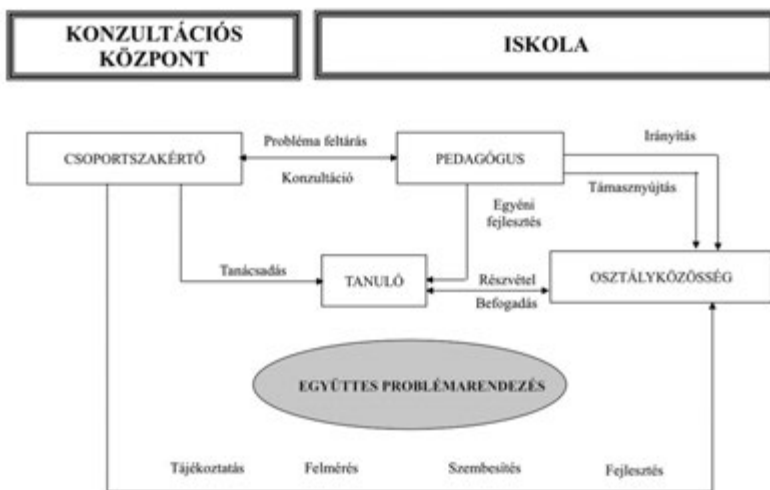 KONZULTÁCIÓS
KÖZPONT
ISKOLA
CSOPORTSZAKÉRTŐ
Probléma feltárás
Konzultáció
PEDAGÓGUS
Irányítás
Támasznyújtás
Egyéni
fejlesztés
Tanácsadás
TANULÓ
Részvétel
Befogadás
OSZTÁLYKÖZÖSSÉG
EGYÜTTES PROBLÉMARENDEZÉS
Tájékoztatás
Felmérés
Szembesítés
Fejlesztés